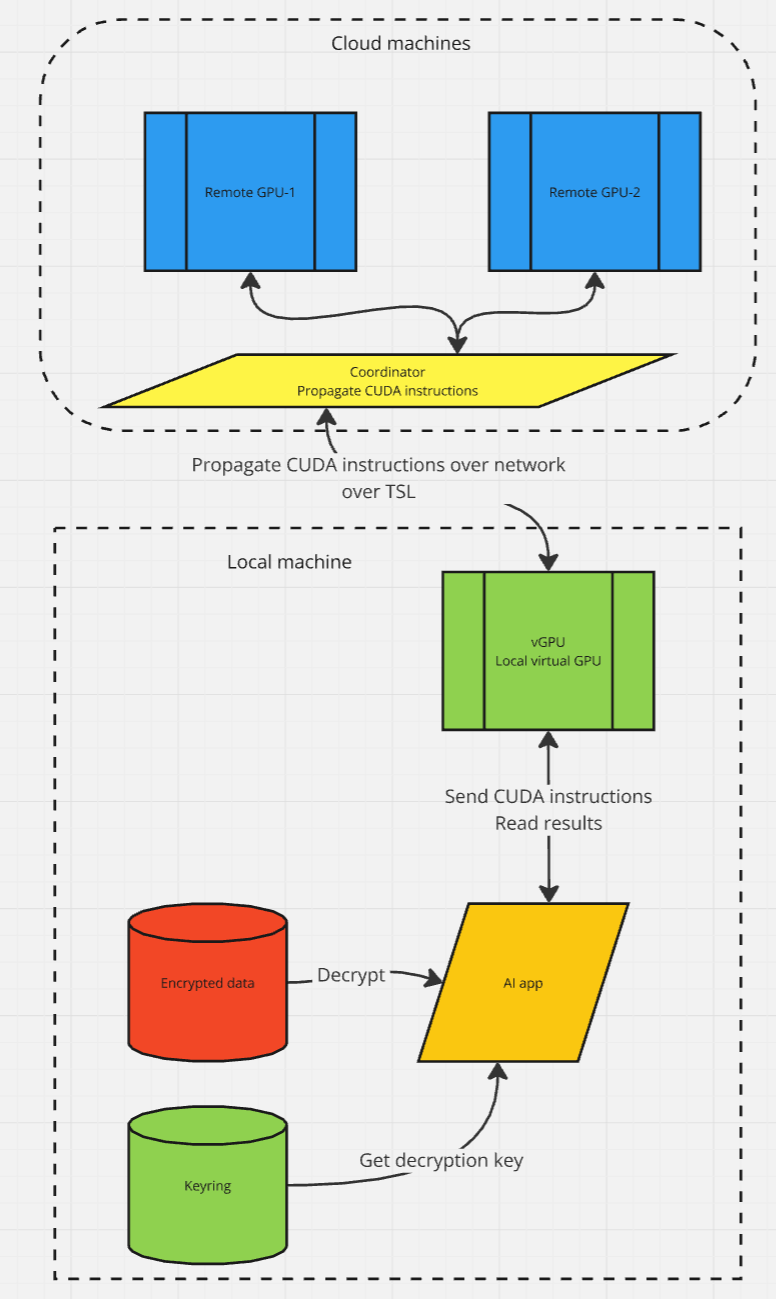 Cloud machines
Remote GPU-1
Remote GPU-2
Coordinator
Propagate CUDA instructions
Propagate CUDA instructions over network
over TSL
Local machine
vGPU
Local virtual GPU
Send CUDA instructions
Read results
Encrypted data
Decrypt
AI app
Get decryption key
Keyring